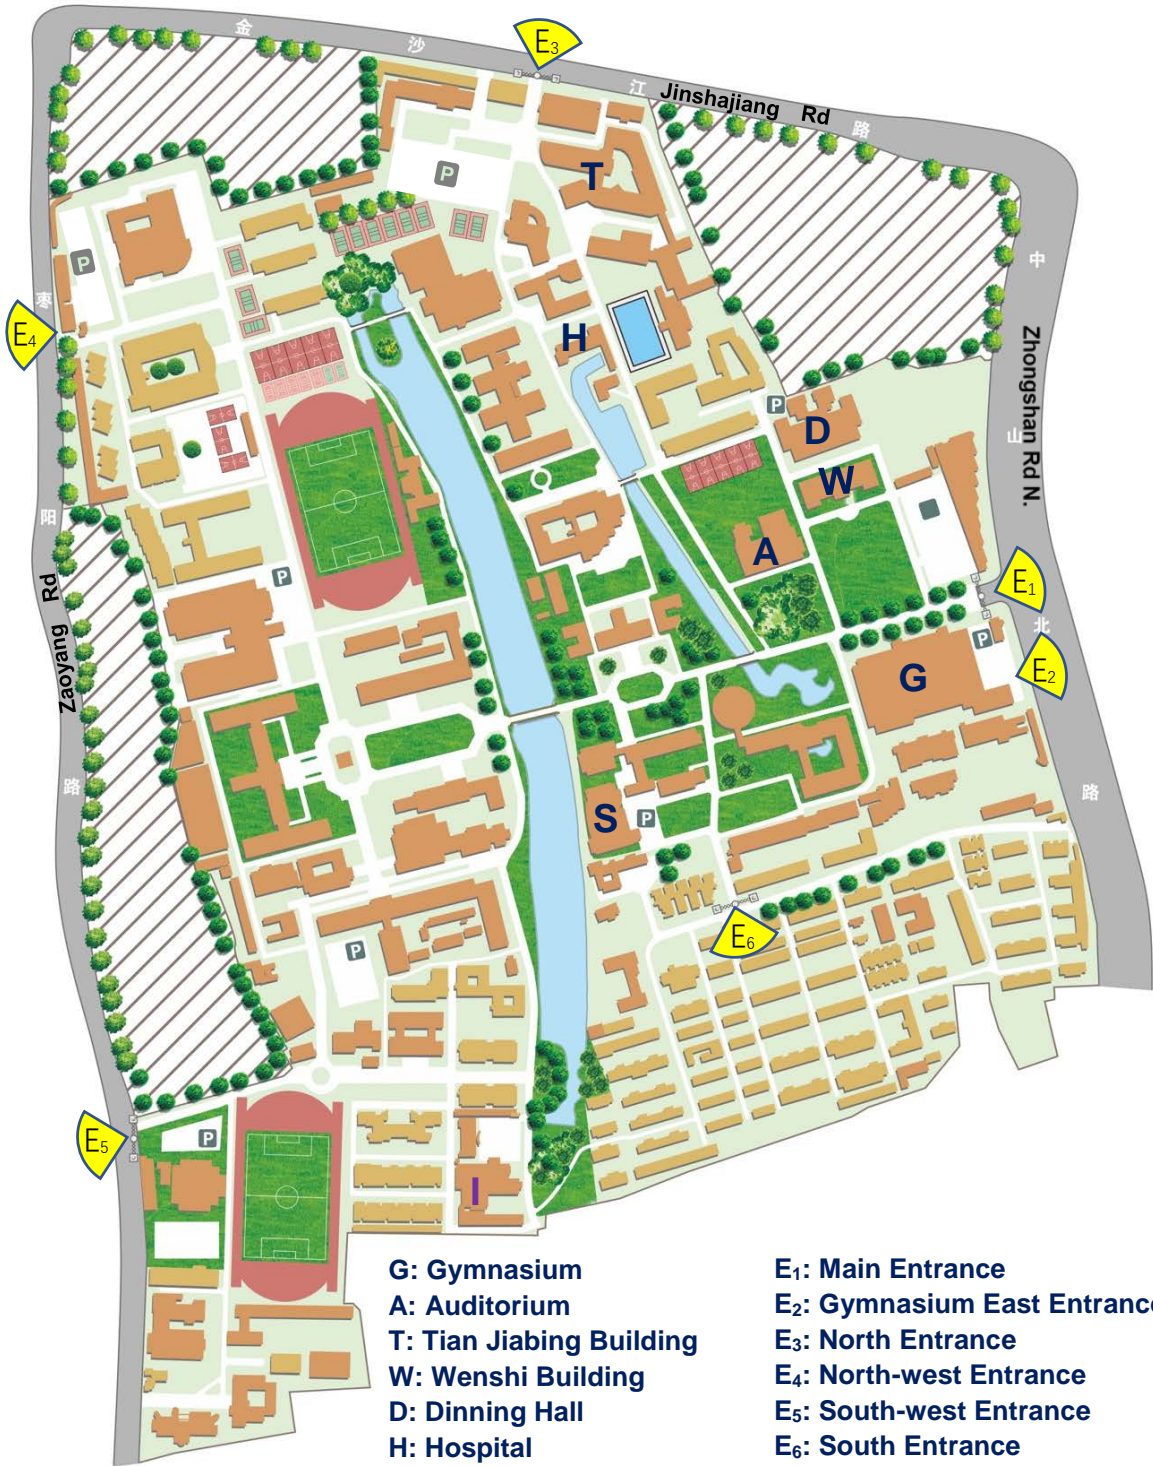 金
沙
E3
江
Jinshajiang Rd
路
T
P
P
中
枣
E4
H
Zhongshan Rd N.
P
D
山
W
阳
A
P
E1
Zaoyang Rd
北
P
G
E2
路
路
S
P
E6
P
E5
P
I
G: Gymnasium
A: Auditorium
T: Tian Jiabing Building
W: Wenshi Building
D: Dinning Hall
H: Hospital
E1: Main Entrance
E2: Gymnasium East Entrance
E3: North Entrance
E4: North-west Entrance
E5: South-west Entrance
E6: South Entrance